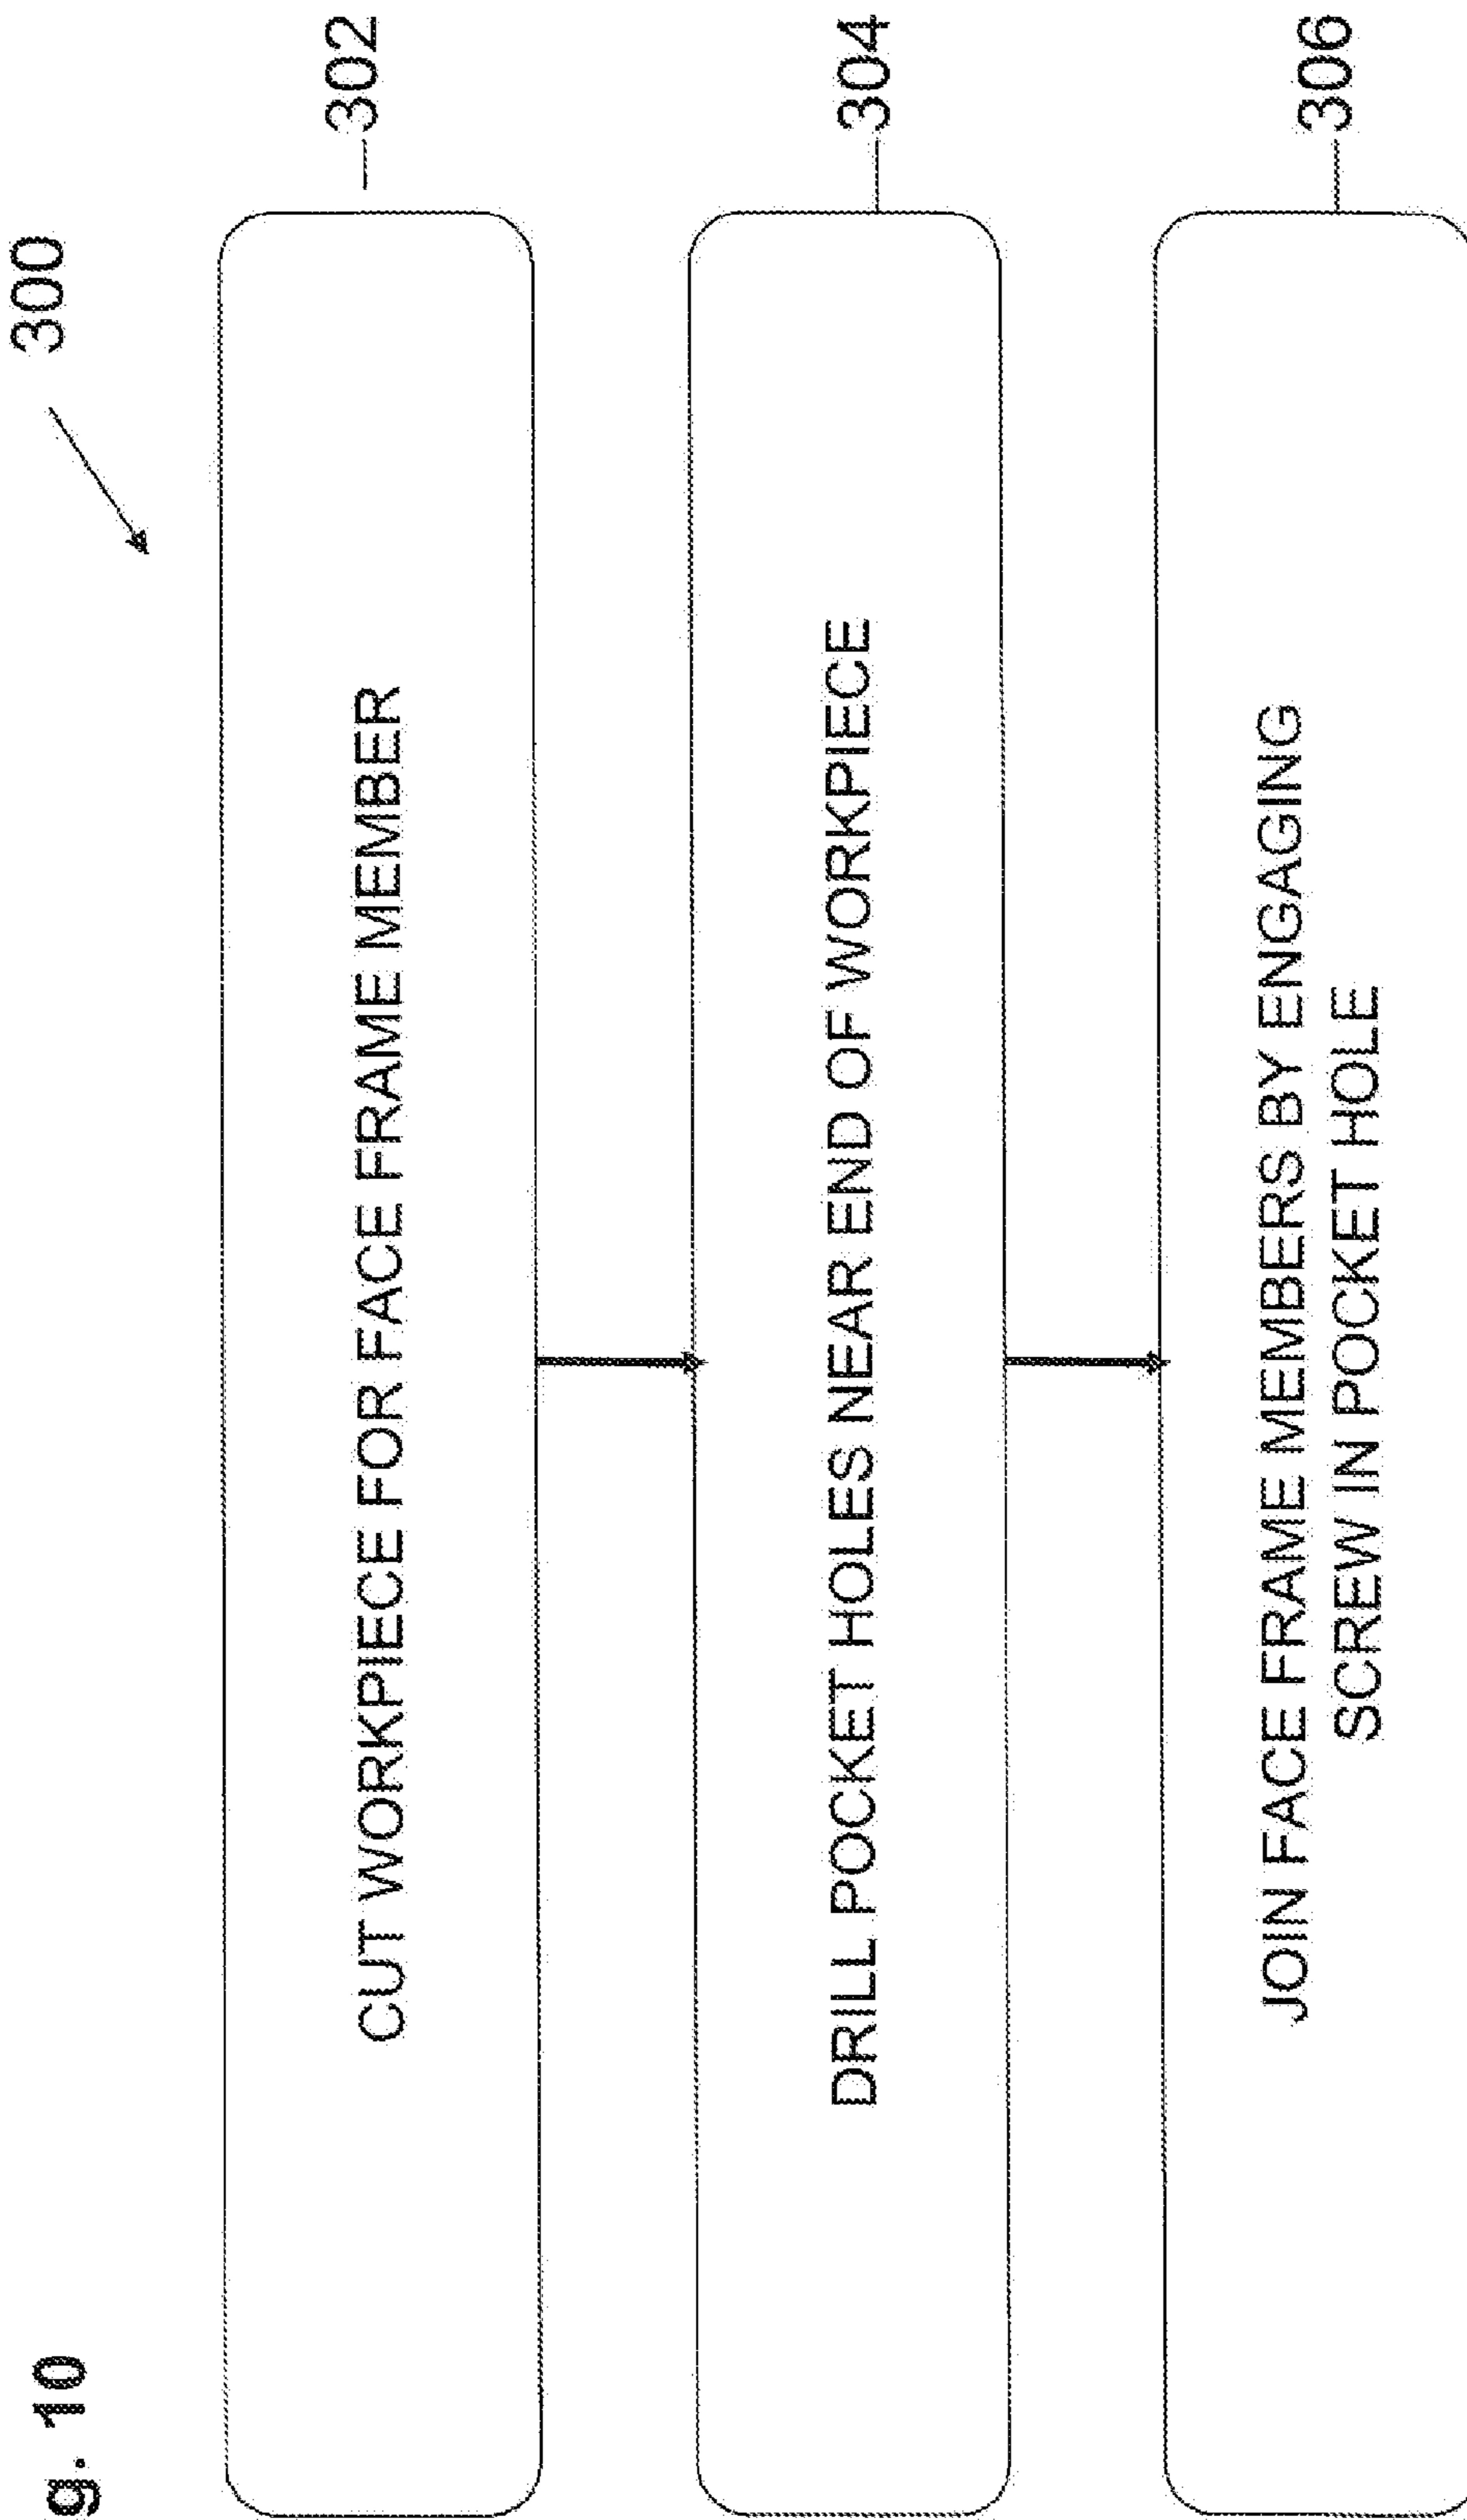 g. 10
300
CUT WORKPIECE FOR FACE FRAME MEMBER
302
DRILL POCKET HOLES NEAR END OF WORKPIECE
304
JOIN FACE FRAME MEMBERS BY ENGAGING
SCREW IN POCKET HOLE
306